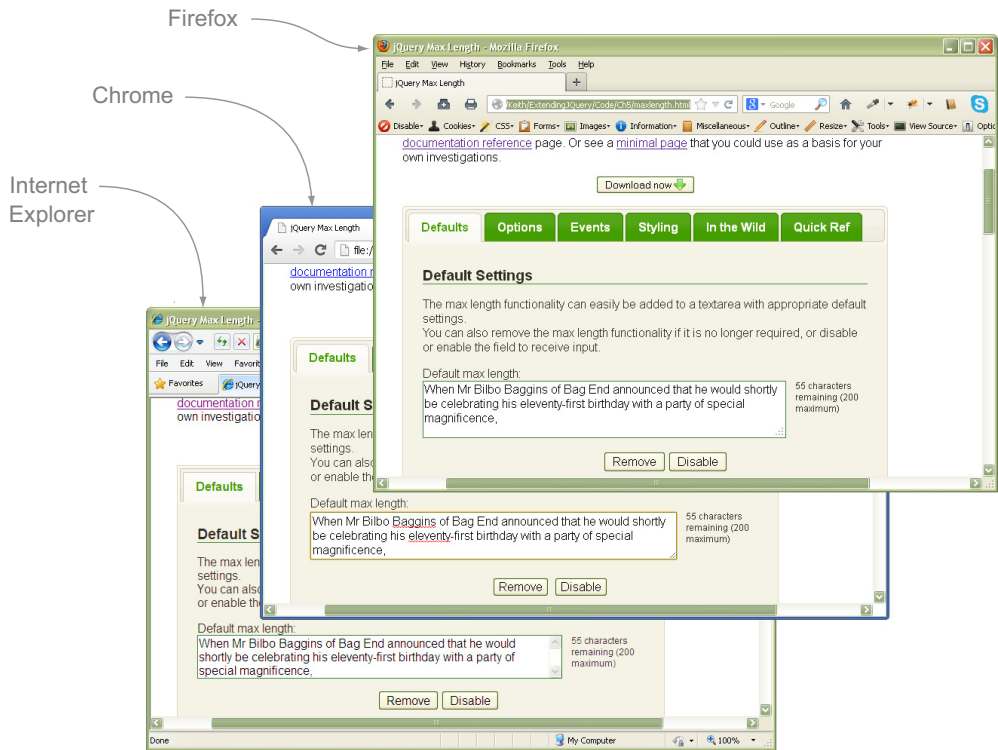 Firefox
Chrome
Internet
Explorer
jQuery Max Length - Mozilla Firefox
File Edit View History Bookmarks Tools Help
jQuery Max Length
Keith/ExtendingJQuery/Code/Ch5/maxlength.html
Google
Disable Cookies CSS Forms Images Information Miscellaneous Outline Resize Tools View Source Optic
documentation reference page. Or see a minimal page that you could use as a basis for your
own investigations.
Download now
Defaults Options Events Styling In the Wild Quick Ref
Default Settings
The max length functionality can easily be added to a textarea with appropriate default
settings.
You can also remove the max length functionality if it is no longer required, or disable
or enable the field to receive input.
Default max length:
When Mr Bilbo Baggins of Bag End announced that he would shortly
be celebrating his eleventy-first birthday with a party of special
magnificence,
55 characters
remaining (200
maximum)
Remove Disable
jQuery Max Length
file:/
documentation r
own investigatio
Defaults
Default S
The max len
settings.
You can also
or enable the
Default max length:
When Mr Bilbo Baggins of Bag End announced that he would shortly
be celebrating his eleventy-first birthday with a party of special
magnificence,
55 characters
remaining (200
maximum)
Remove Disable
jQuery Max Length -
File Edit View Favorit
Favorites jQuery
documentation r
own investigatio
Defaults
Default S
The max len
settings.
You can also
or enable the
Default max length:
When Mr Bilbo Baggins of Bag End announced that he would
shortly be celebrating his eleventy-first birthday with a party of
special magnificence,
55 characters
remaining (200
maximum)
Remove Disable
Done My Computer 100%